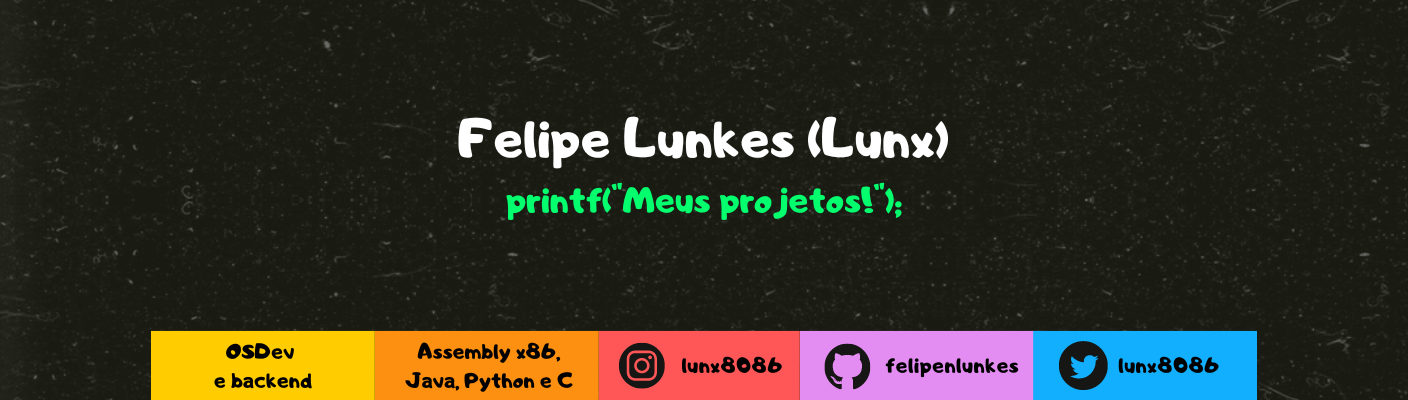 Felipe Lunkes (Lunx)
printf("Meus projetos!");
OSDev
e backend
Assembly x86,
Java, Python e C
lunx8086
felipenlunkes
lunx8086